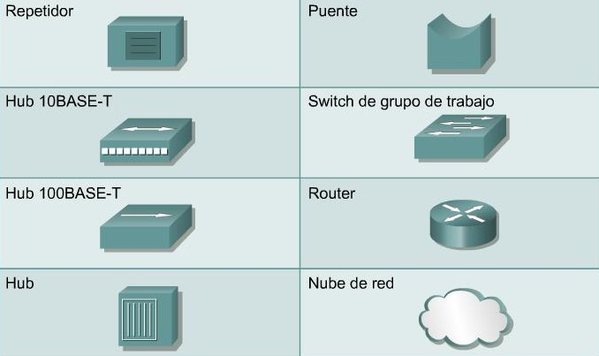 Repetidor
Puente
Hub 10BASE-T
Switch de grupo de trabajo
Hub 100BASE-T
Router
Hub
Nube de red